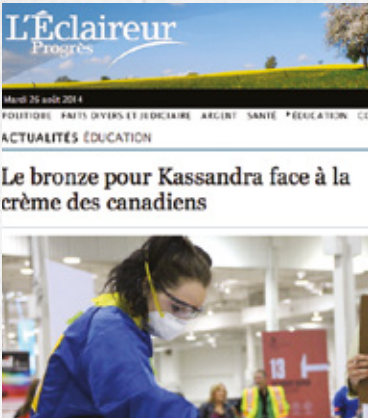 L'Éclaireur
Progrès
Mardi 26 août 2014
POLITIQUE FAITS DIVERS ET JUDICIAIRE ARGENT SANTÉ ÉDUCATION
ACTUALITÉS ÉDUCATION
Le bronze pour Kassandra face à la
crème des canadiens
13